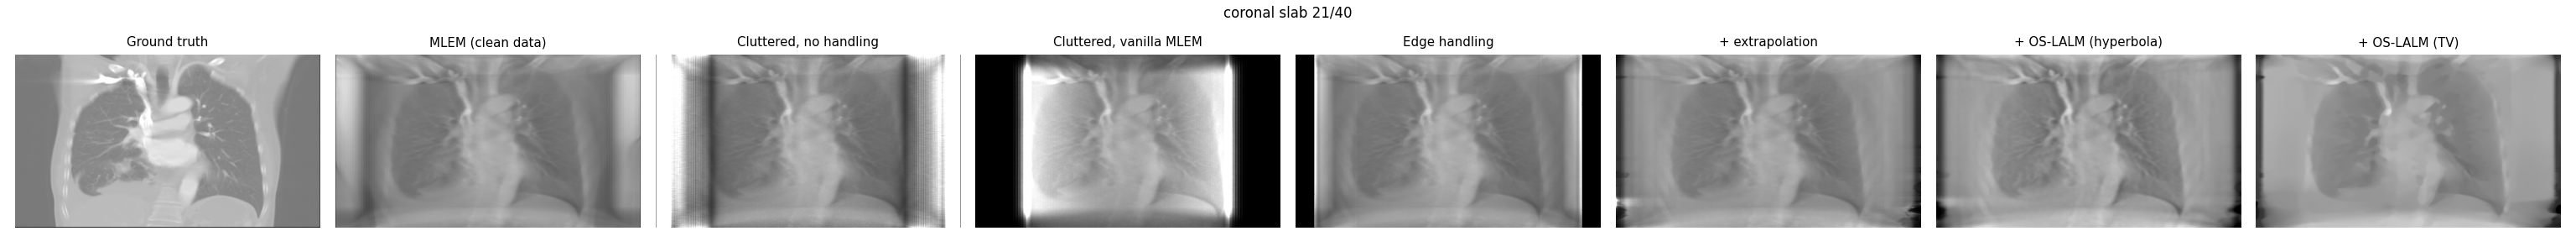 coronal slab 21/40
Ground truth
MLEM (clean data)
Cluttered, no handling
Cluttered, vanilla MLEM
Edge handling
+ extrapolation
+ OS-LALM (hyperbola)
+ OS-LALM (TV)